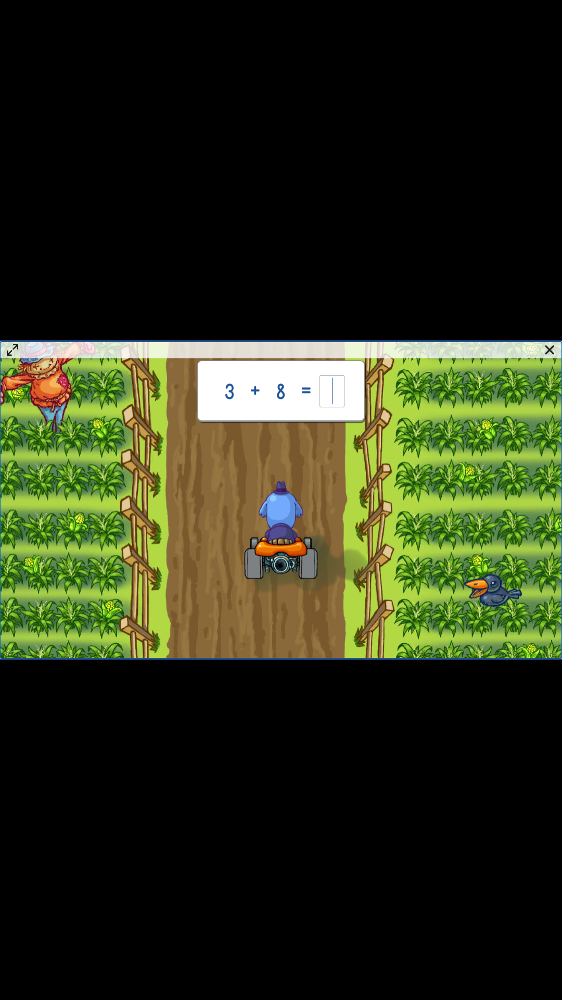 3 + 8 =